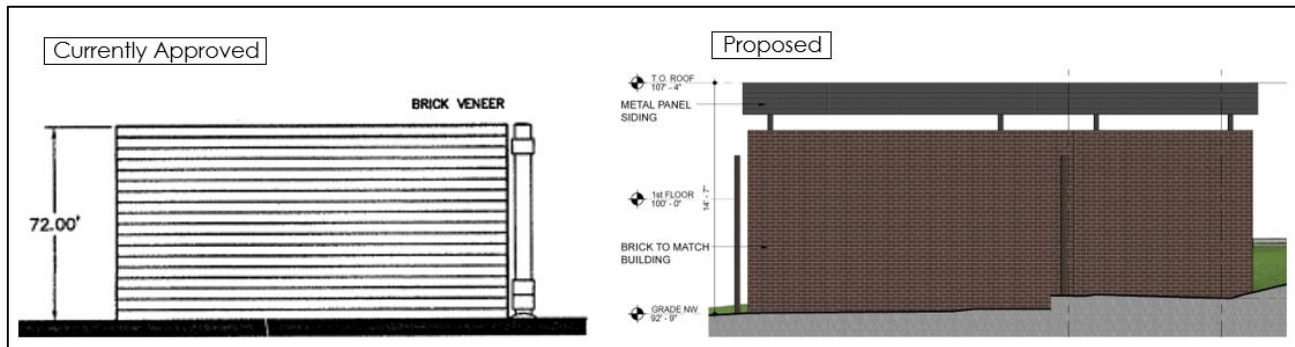 Currently Approved
BRICK VENEER
72.00"
Proposed
T.O. ROOF
107' - 4"
METAL PANEL
SIDING
1st FLOOR
100' - 0"
14' - 7"
BRICK TO MATCH
BUILDING
GRADE NW
92' - 9"